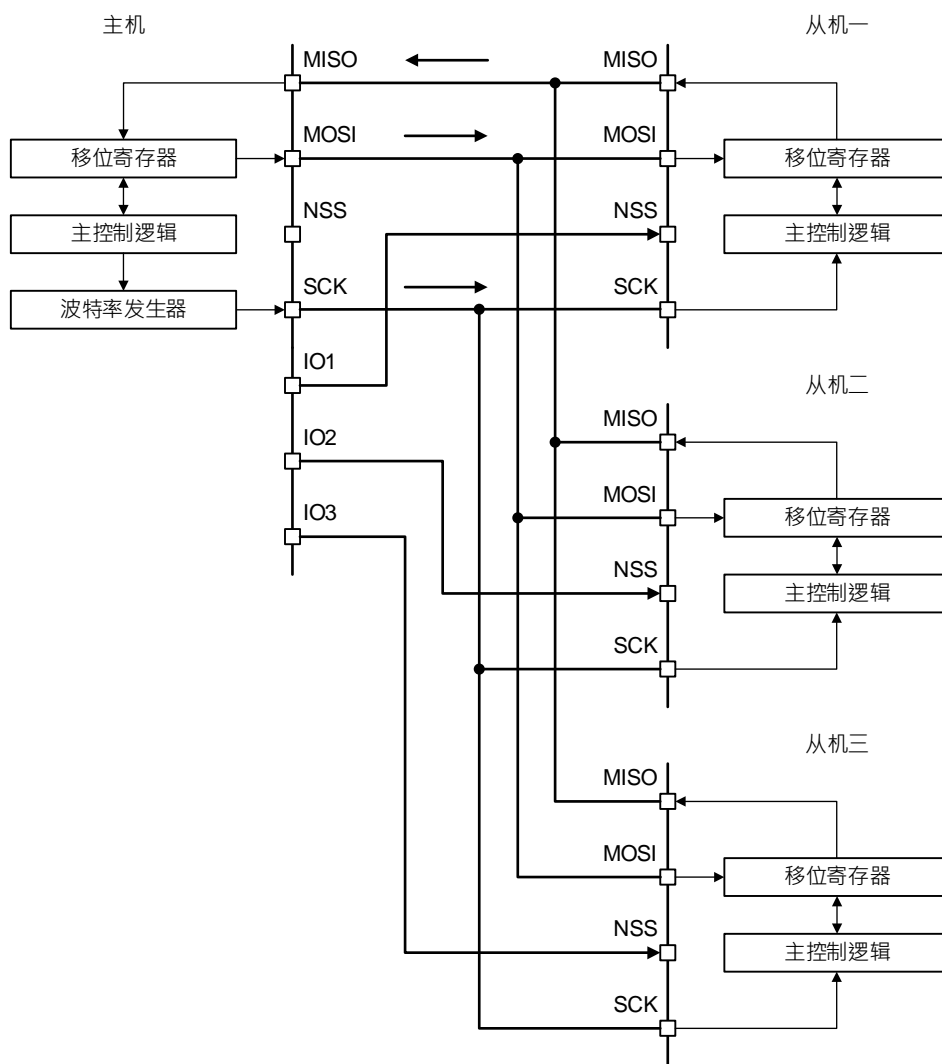 主机
MISO
MOSI
NSS
SCK
IO1
IO2
IO3
移位寄存器
主控制逻辑
波特率发生器
从机一
MISO
MOSI
NSS
SCK
移位寄存器
主控制逻辑
从机二
MISO
MOSI
NSS
SCK
移位寄存器
主控制逻辑
从机三
MISO
MOSI
NSS
SCK
移位寄存器
主控制逻辑